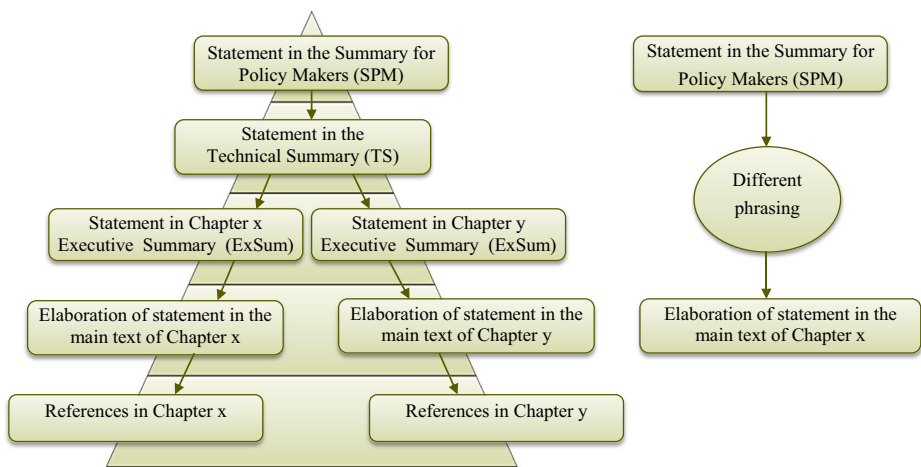 Statement in the Summary for
Policy Makers (SPM)
Statement in the
Technical Summary (TS)
Statement in Chapter x
Executive Summary (ExSum)
Statement in Chapter y
Executive Summary (ExSum)
Elaboration of statement in the
main text of Chapter x
Elaboration of statement in the
main text of Chapter y
References in Chapter x
References in Chapter y
Statement in the Summary for
Policy Makers (SPM)
Different
phrasing
Elaboration of statement in the
main text of Chapter x